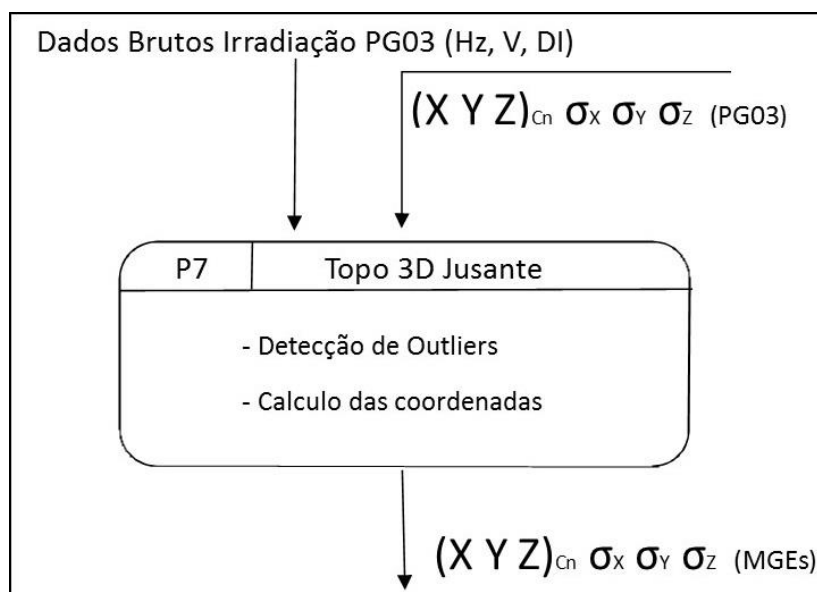 Dados Brutos Irradiação PG03 (Hz, V, DI)
(X Y Z)Cn σX σY σZ (PG03)
P7 Topo 3D Jusante
- Detecção de Outliers
- Calculo das coordenadas
(X Y Z)Cn σX σY σZ (MGEs)